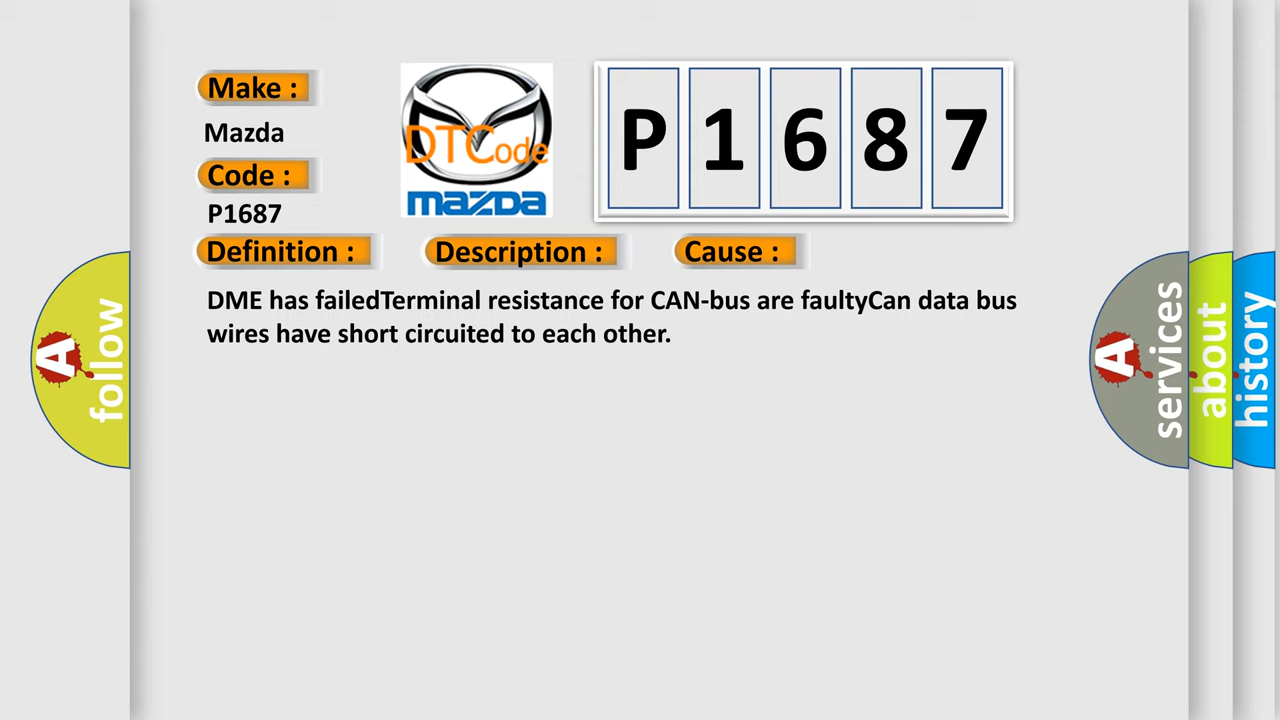 Make :
Mazda
Code :
P1687
DTCode
mazda
P 1 6 8 7
Definition :
Description :
Cause :
DME has failedTerminal resistance for CAN-bus are faultyCan data bus
wires have short circuited to each other.
A
follow
A
services
about
history